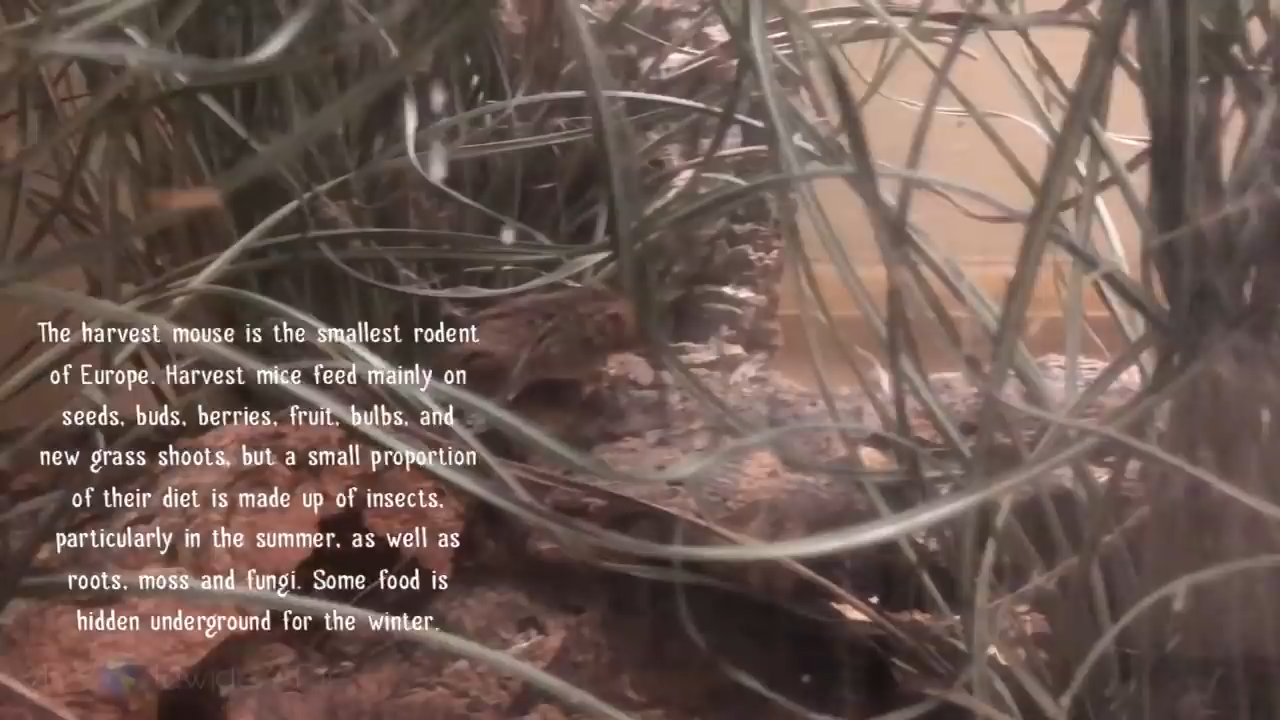 The harvest mouse is the smallest rodent
of Europe. Harvest mice feed mainly on
seeds, buds, berries, fruit, bulbs, and
new grass shoots, but a small proportion
of their diet is made up of insects,
particularly in the summer, as well as
roots, moss and fungi. Some food is
hidden underground for the winter.